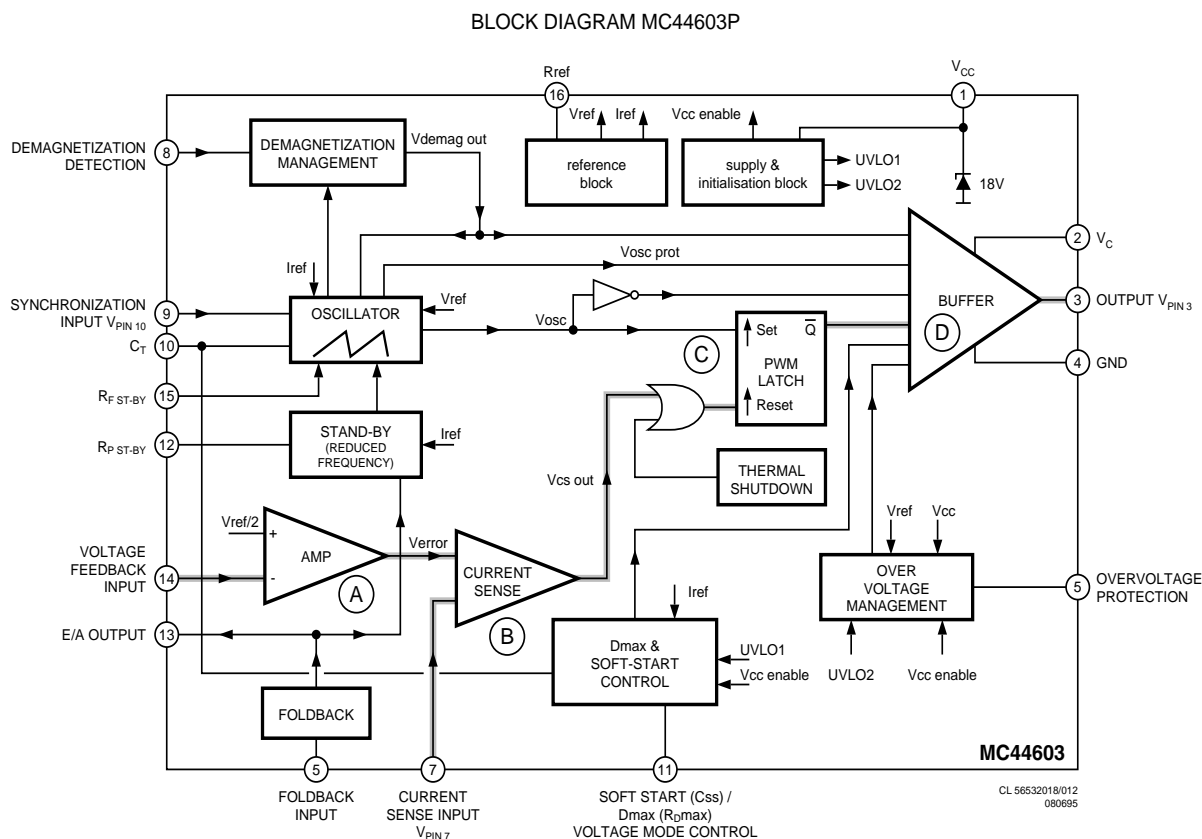 BLOCK DIAGRAM MC44603P
Rref
16
VCC
1
Vref
Iref
Vcc enable
DEMAGNETIZATION
DETECTION
8
DEMAGNETIZATION
MANAGEMENT
Vdemag out
reference
block
supply &
initialisation block
UVLO1
UVLO2
18V
2
VC
Vosc prot
Iref
Vref
SYNCHRONIZATION
INPUT VPIN 10
9
OSCILLATOR
BUFFER
3
OUTPUT VPIN 3
Vosc
CT
10
C
Set
Q̅
D
PWM
LATCH
Reset
4
GND
RF ST-BY
15
RP ST-BY
12
STAND-BY
(REDUCED
FREQUENCY)
Iref
THERMAL
SHUTDOWN
Vcs out
Vref/2
+
AMP
-
A
Verror
VOLTAGE
FEEDBACK
INPUT
14
CURRENT
SENSE
B
Vref
Vcc
OVER
VOLTAGE
MANAGEMENT
5
OVERVOLTAGE
PROTECTION
Iref
E/A OUTPUT
13
Dmax &
SOFT-START
CONTROL
UVLO1
Vcc enable
UVLO2
Vcc enable
FOLDBACK
MC44603
5
7
11
FOLDBACK
INPUT
CURRENT
SENSE INPUT
VPIN 7
SOFT START (Css) /
Dmax (RDmax)
VOLTAGE MODE CONTROL
CL 56532018/012
080695